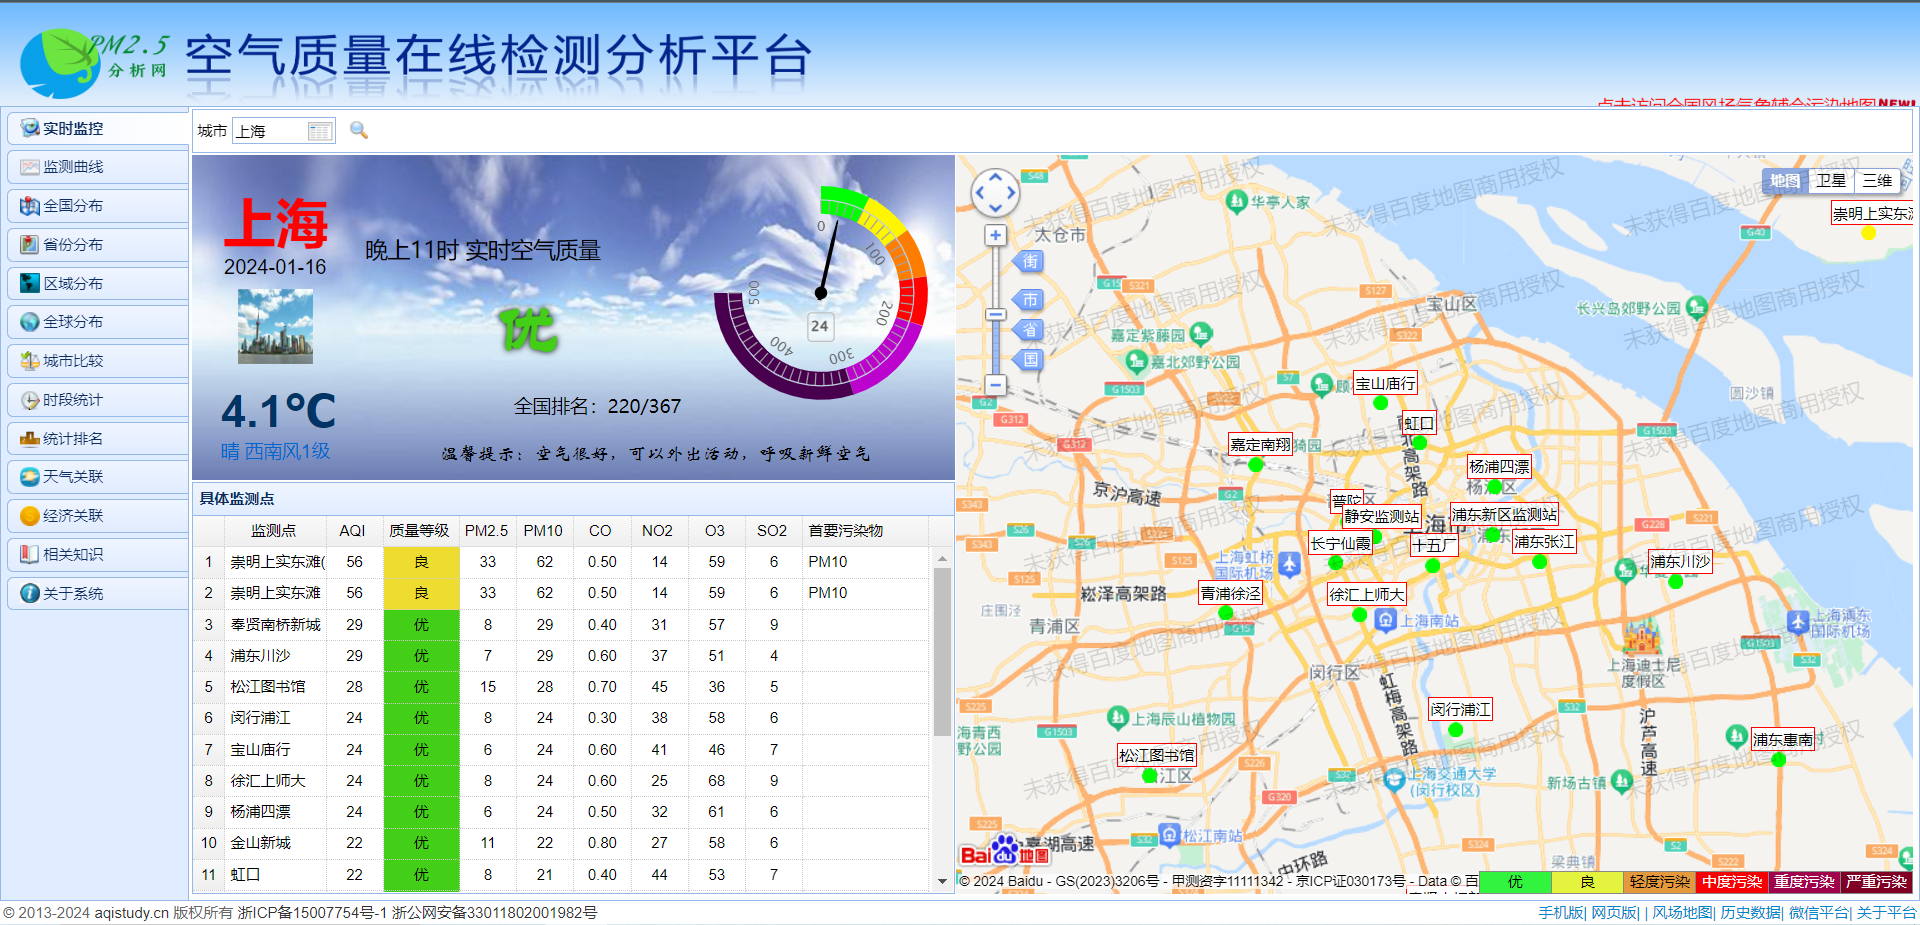 PM2.5
分析网
空气质量在线检测分析平台
点击访问全国风场气象耦合污染地图NEW!
实时监控
监测曲线
全国分布
省份分布
区域分布
全球分布
城市比较
时段统计
统计排名
天气关联
经济关联
相关知识
关于系统
城市 上海
上海
2024-01-16
晚上11时 实时空气质量
优
4.1℃
晴 西南风1级
全国排名：220/367
温馨提示：空气很好，可以外出活动，呼吸新鲜空气
0 100 200 300 400 500
24
具体监测点
监测点 AQI 质量等级 PM2.5 PM10 CO NO2 O3 SO2 首要污染物
1 崇明上实东滩( 56 良 33 62 0.50 14 59 6 PM10
2 崇明上实东滩 56 良 33 62 0.50 14 59 6 PM10
3 奉贤南桥新城 29 优 8 29 0.40 31 57 9
4 浦东川沙 29 优 7 29 0.60 37 51 4
5 松江图书馆 28 优 15 28 0.70 45 36 5
6 闵行浦江 24 优 8 24 0.30 38 58 6
7 宝山庙行 24 优 6 24 0.60 41 46 7
8 徐汇上师大 24 优 8 24 0.60 25 68 9
9 杨浦四漂 24 优 6 24 0.50 32 61 6
10 金山新城 22 优 11 22 0.80 27 58 6
11 虹口 22 优 8 21 0.40 44 53 7
地图 卫星 三维
街
市
省
国
崇明上实东滩
华亭人家
太仓市
宝山区
长兴岛郊野公园
嘉定紫藤园
嘉北郊野公园
圆沙镇
宝山庙行
虹口
嘉定南翔
杨浦四漂
京沪高速
普陀
静安监测站
浦东新区监测站
长宁仙霞
十五厂
浦东张江
上海虹桥
国际机场
浦东川沙
崧泽高架路
青浦徐泾
徐汇上师大
庄围泾
青浦区
上海南站
上海浦东
国际机场
闵行区
上海迪士尼
度假区
虹梅高架路
闵行浦江
沪芦高速
上海辰山植物园
海青西
野公园
浦东惠南
松江图书馆
上海交通大学
(闵行校区)
新场古镇
松江南站
梁典镇
中环路
未获得百度地图商用授权
Baidu地图
© 2024 Baidu - GS(2023)3206号 - 甲测资字11111342 - 京ICP证030173号 - Data © 百
优 良 轻度污染 中度污染 重度污染 严重污染
© 2013-2024 aqistudy.cn 版权所有 浙ICP备15007754号-1 浙公网安备33011802001982号
手机版| 网页版| | 风场地图| 历史数据| 微信平台| 关于平台